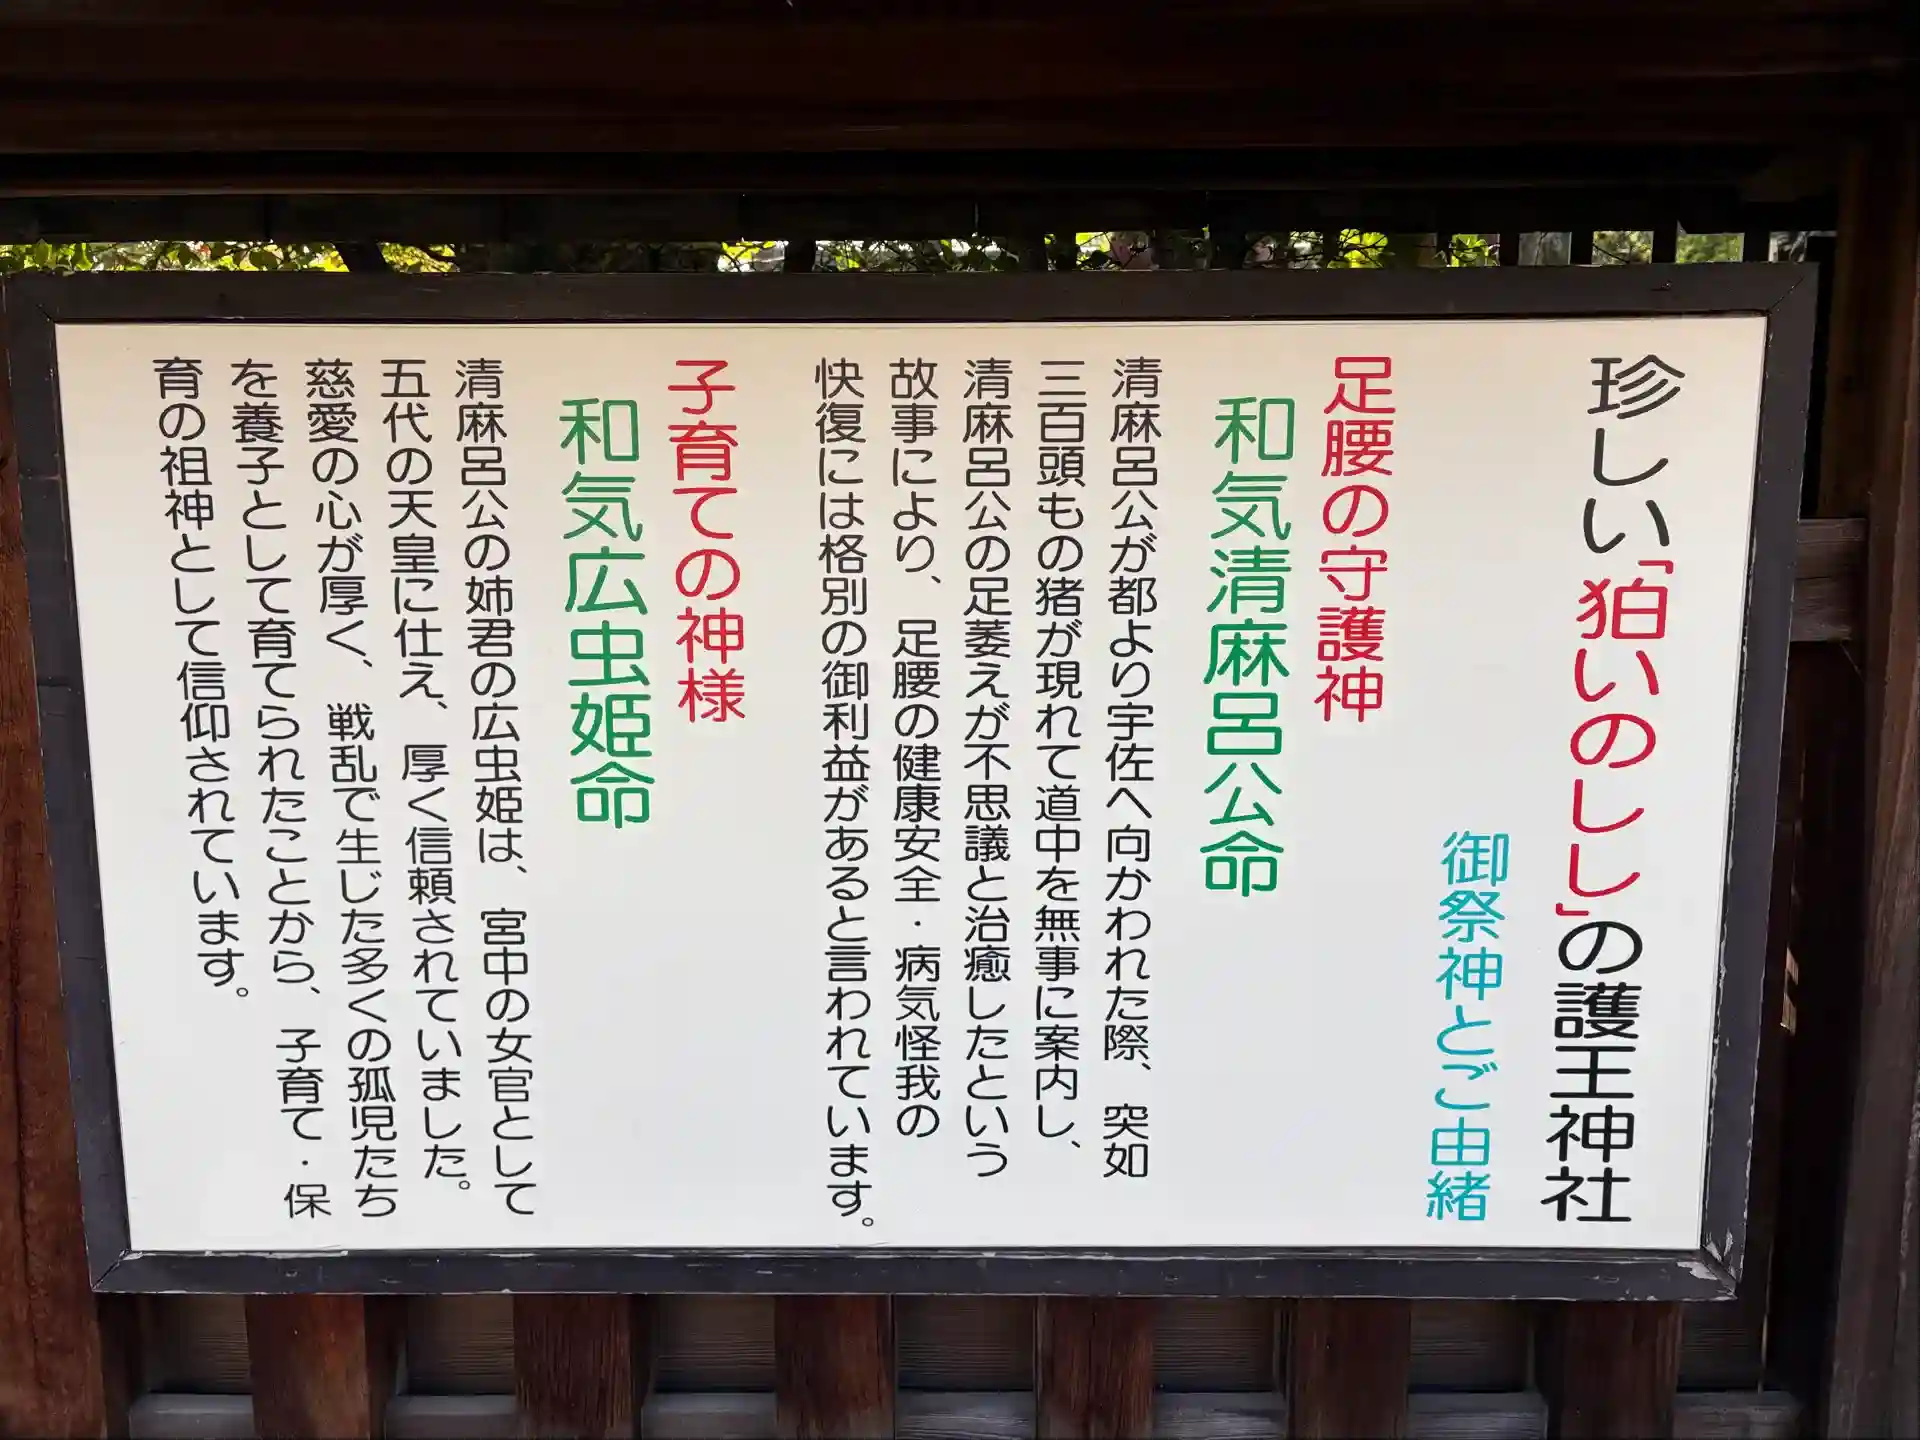 珍しい「狛いのしし」の護王神社
御祭神とご由緒
足腰の守護神
和気清麻呂公命
清麻呂公が都より宇佐へ向かわれた際、突如
三百頭もの猪が現れて道中を無事に案内し、
清麻呂公の足萎えが不思議と治癒したという
故事により、足腰の健康安全・病気怪我の
快復には格別の御利益があると言われています。
子育ての神様
和気広虫姫命
清麻呂公の姉君の広虫姫は、宮中の女官として
五代の天皇に仕え、厚く信頼されていました。
慈愛の心が厚く、戦乱で生じた多くの孤児たち
を養子として育てられたことから、子育て・保
育の祖神として信仰されています。